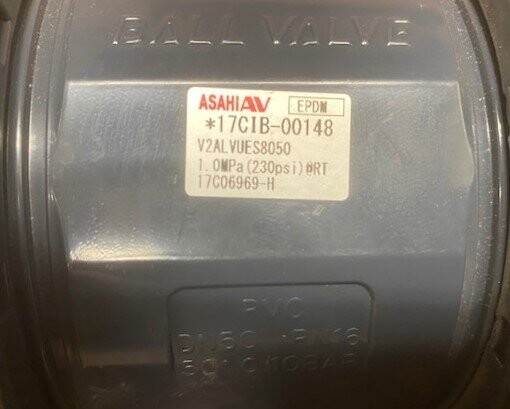 BALL VALVE
ASAHI AV EPDM
*17CIB-00148
V2ALVUES8050
1.0MPa(230psi)@RT
17C06969-H
PVC